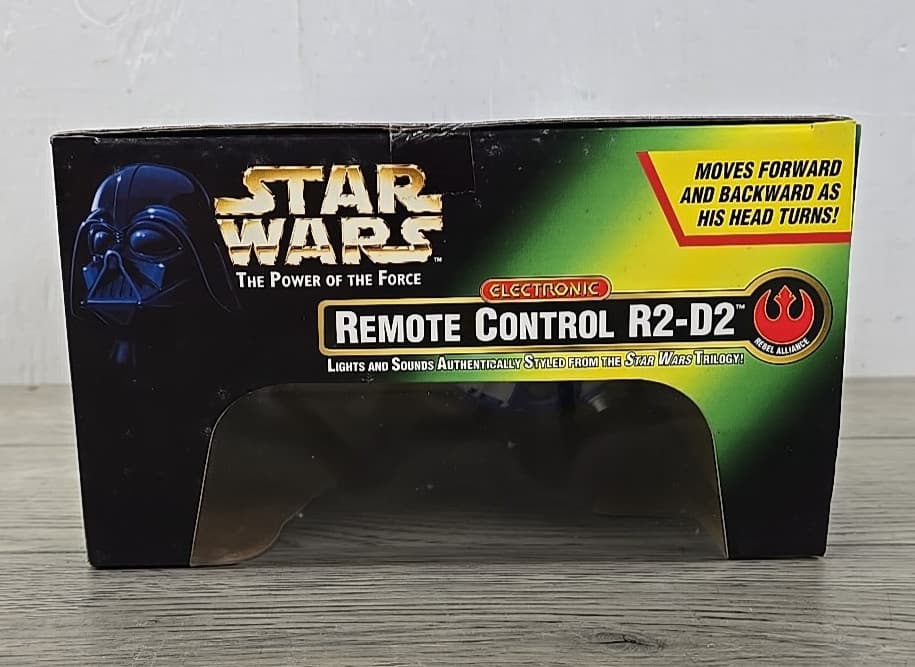 STAR
WARS™
THE POWER OF THE FORCE
MOVES FORWARD
AND BACKWARD AS
HIS HEAD TURNS!
ELECTRONIC
REMOTE CONTROL R2-D2™
REBEL ALLIANCE
LIGHTS AND SOUNDS AUTHENTICALLY STYLED FROM THE STAR WARS TRILOGY!